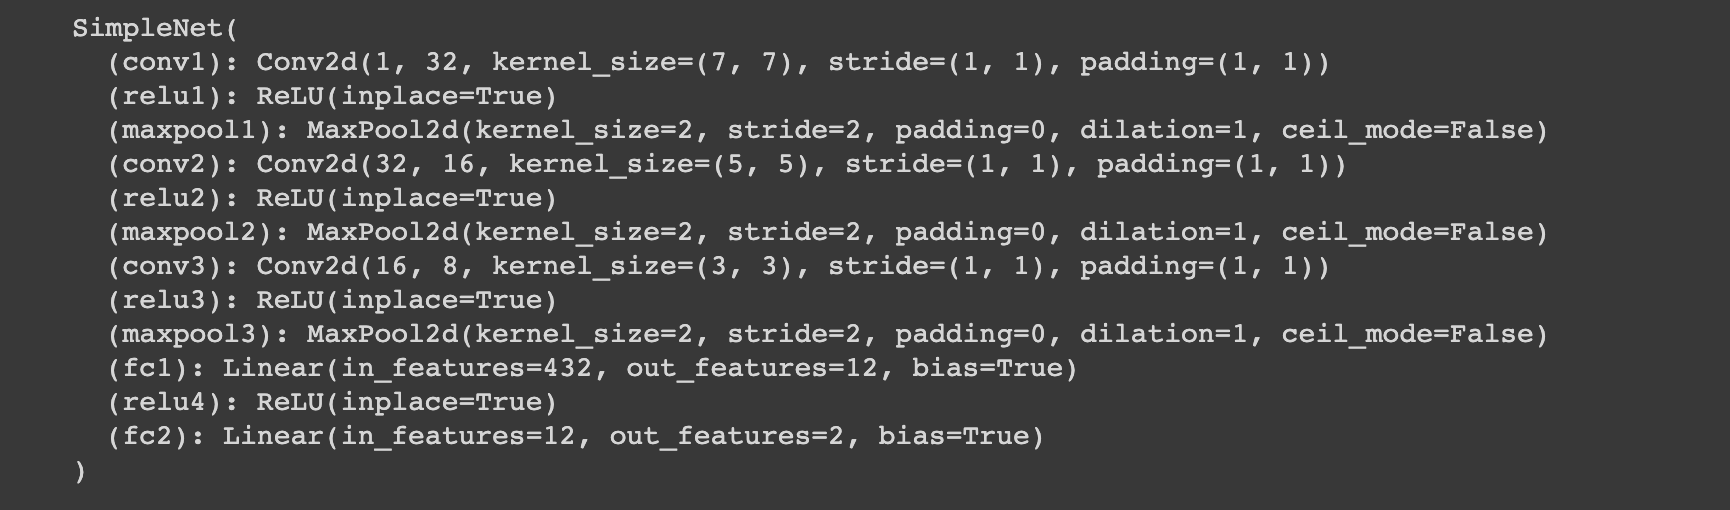 SimpleNet(
  (conv1): Conv2d(1, 32, kernel_size=(7, 7), stride=(1, 1), padding=(1, 1))
  (relu1): ReLU(inplace=True)
  (maxpool1): MaxPool2d(kernel_size=2, stride=2, padding=0, dilation=1, ceil_mode=False)
  (conv2): Conv2d(32, 16, kernel_size=(5, 5), stride=(1, 1), padding=(1, 1))
  (relu2): ReLU(inplace=True)
  (maxpool2): MaxPool2d(kernel_size=2, stride=2, padding=0, dilation=1, ceil_mode=False)
  (conv3): Conv2d(16, 8, kernel_size=(3, 3), stride=(1, 1), padding=(1, 1))
  (relu3): ReLU(inplace=True)
  (maxpool3): MaxPool2d(kernel_size=2, stride=2, padding=0, dilation=1, ceil_mode=False)
  (fc1): Linear(in_features=432, out_features=12, bias=True)
  (relu4): ReLU(inplace=True)
  (fc2): Linear(in_features=12, out_features=2, bias=True)
)